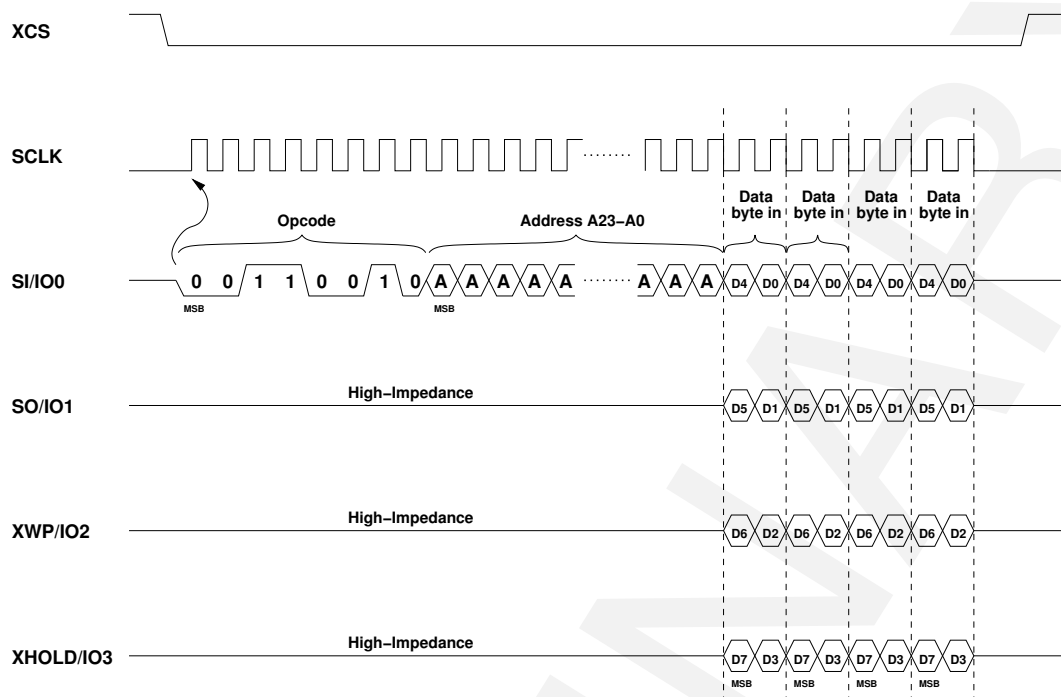 XCS
SCLK
Data byte in Data byte in Data byte in Data byte in
Opcode Address A23–A0
SI/IO0 0 0 1 1 0 0 1 0 A A A A A ········ A A A D4 D0 D4 D0 D4 D0 D4 D0
MSB MSB
High–Impedance
SO/IO1 D5 D1 D5 D1 D5 D1 D5 D1
High–Impedance
XWP/IO2 D6 D2 D6 D2 D6 D2 D6 D2
High–Impedance
XHOLD/IO3 D7 D3 D7 D3 D7 D3 D7 D3
MSB MSB MSB MSB